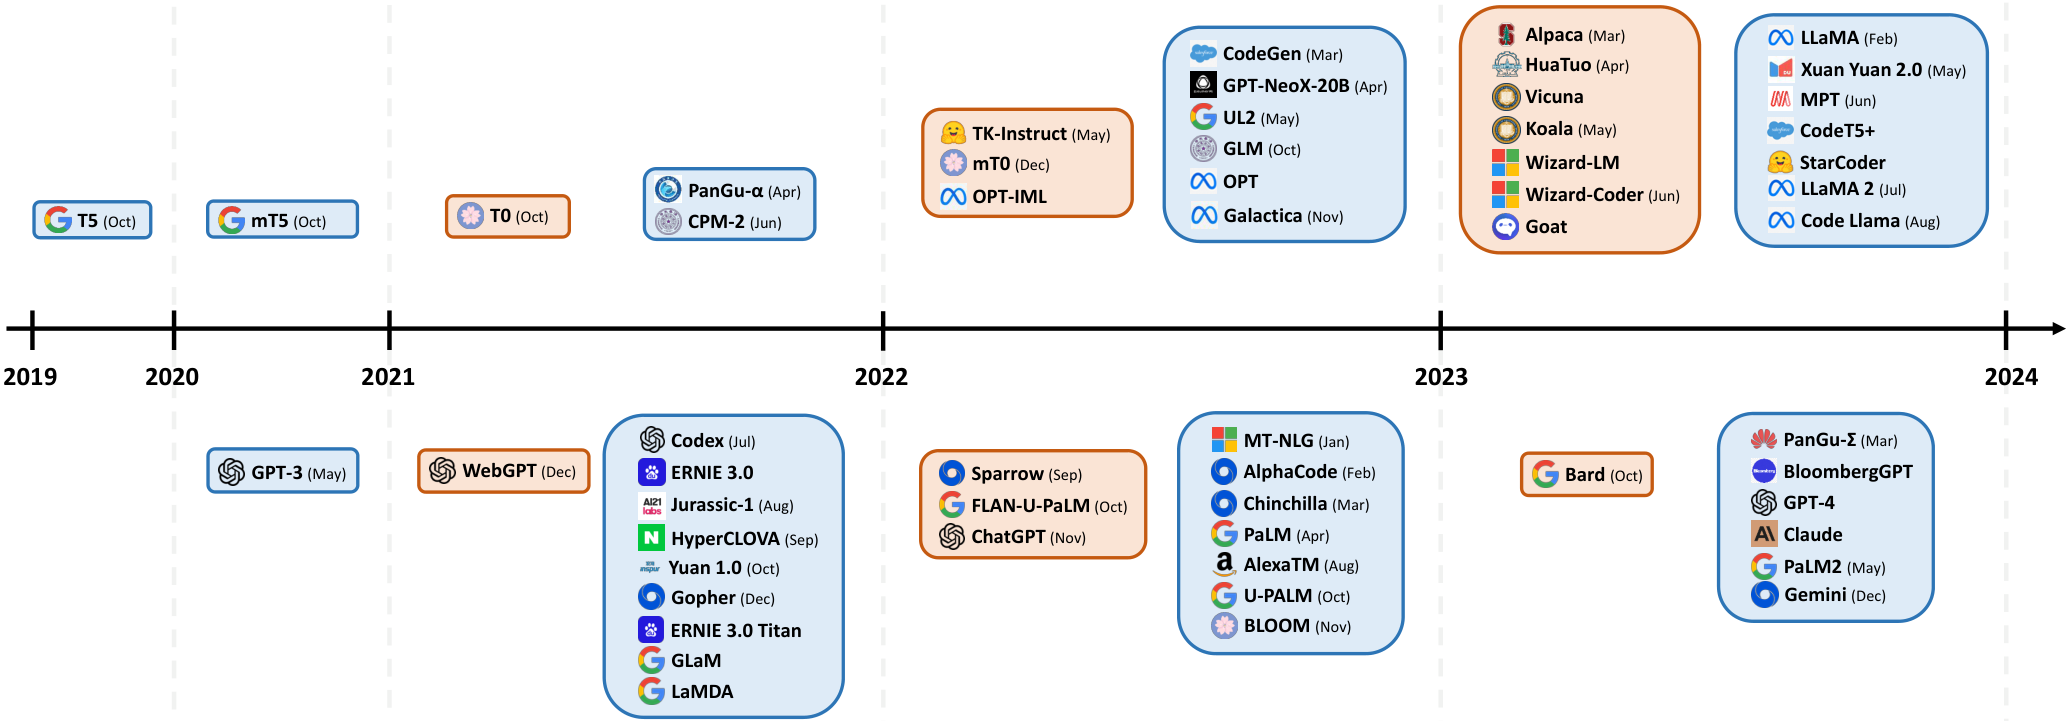 T5 (Oct)
mT5 (Oct)
T0 (Oct)
PanGu-α (Apr)
CPM-2 (Jun)
TK-Instruct (May)
mT0 (Dec)
OPT-IML
CodeGen (Mar)
GPT-NeoX-20B (Apr)
UL2 (May)
GLM (Oct)
OPT
Galactica (Nov)
Alpaca (Mar)
HuaTuo (Apr)
Vicuna
Koala (May)
Wizard-LM
Wizard-Coder (Jun)
Goat
LLaMA (Feb)
Xuan Yuan 2.0 (May)
MPT (Jun)
CodeT5+
StarCoder
LLaMA 2 (Jul)
Code Llama (Aug)
2019
2020
2021
2022
2023
2024
GPT-3 (May)
WebGPT (Dec)
Codex (Jul)
ERNIE 3.0
AI21 labs Jurassic-1 (Aug)
N HyperCLOVA (Sep)
inspur Yuan 1.0 (Oct)
Gopher (Dec)
ERNIE 3.0 Titan
GLaM
LaMDA
Sparrow (Sep)
FLAN-U-PaLM (Oct)
ChatGPT (Nov)
MT-NLG (Jan)
AlphaCode (Feb)
Chinchilla (Mar)
PaLM (Apr)
a AlexaTM (Aug)
U-PALM (Oct)
BLOOM (Nov)
Bard (Oct)
PanGu-Σ (Mar)
Bloomberg BloombergGPT
GPT-4
Claude
PaLM2 (May)
Gemini (Dec)